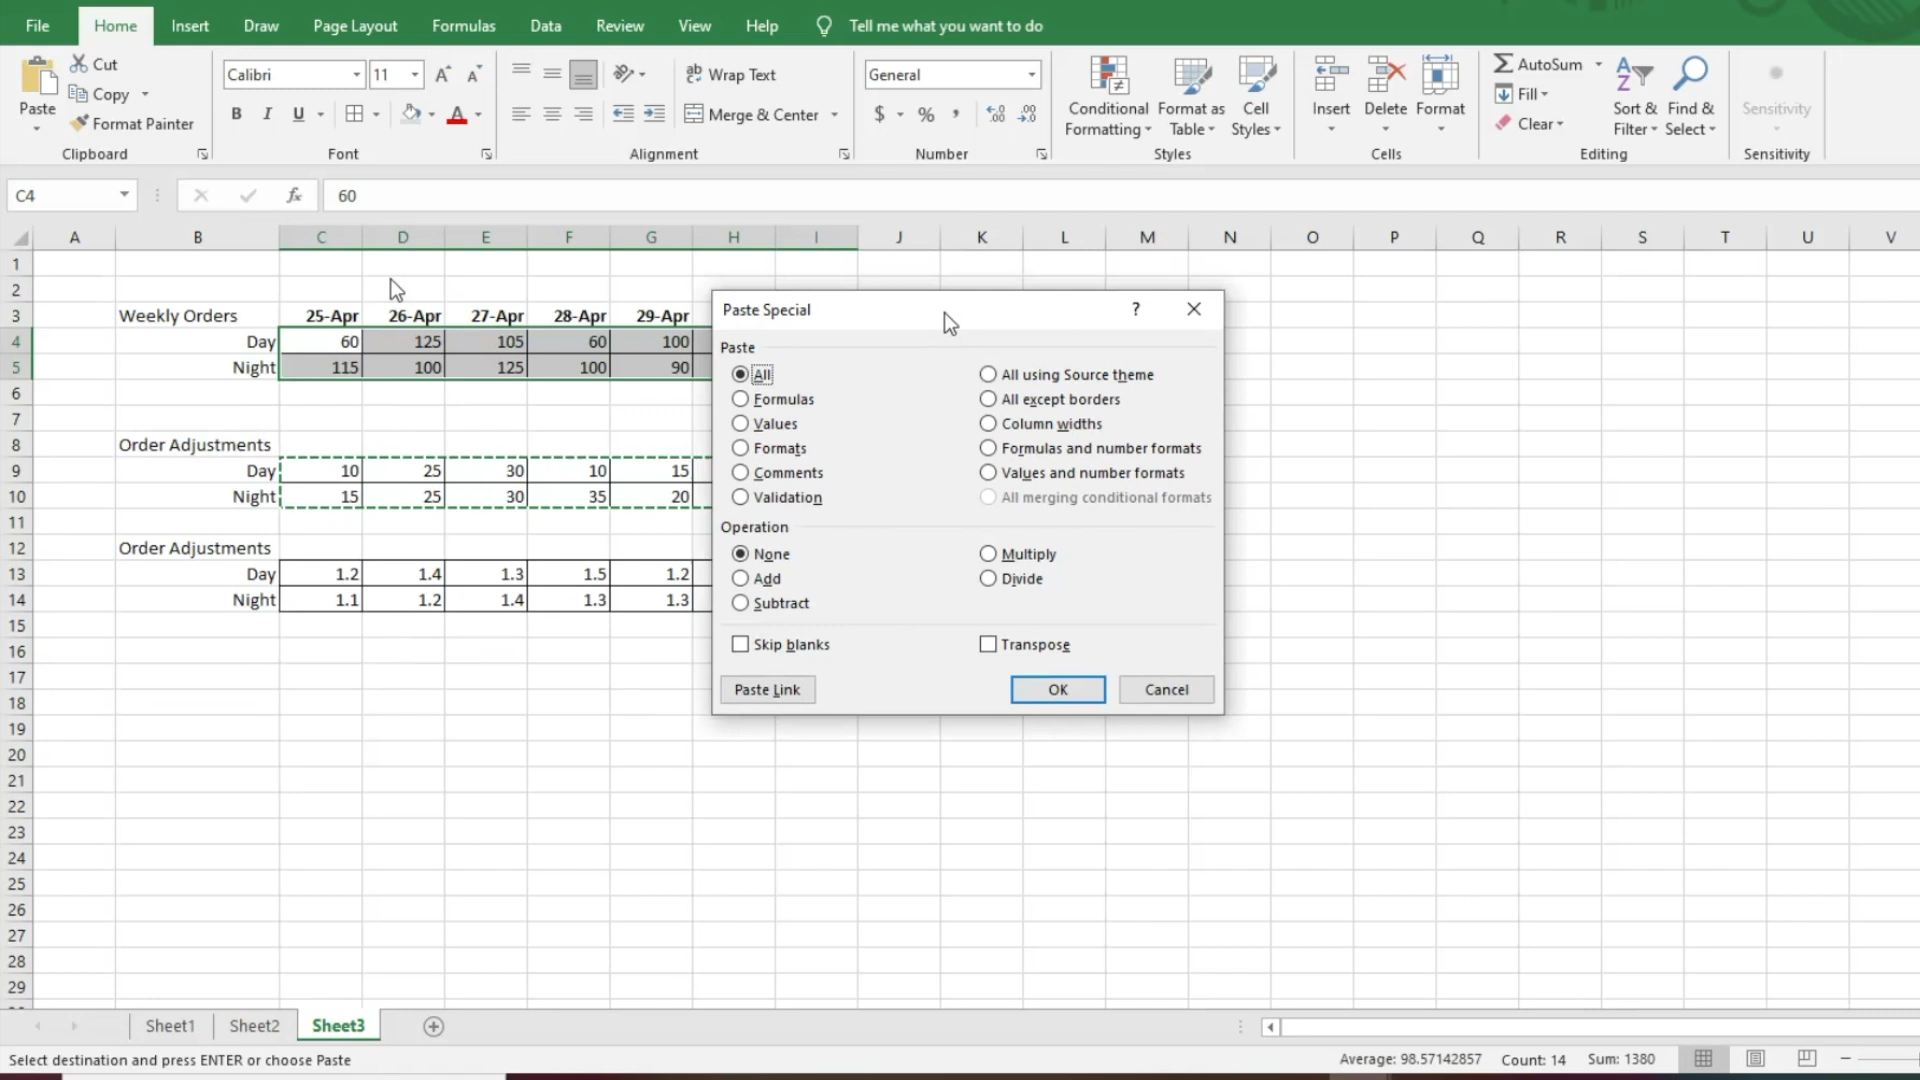 File Home Insert Draw Page Layout Formulas Data Review View Help Tell me what you want to do
Paste
Cut
Copy
Format Painter
Clipboard
Calibri 11
B I U
Font
Wrap Text
Merge & Center
Alignment
General
$ % ,
Number
Conditional Formatting
Format as Table
Cell Styles
Styles
Insert
Delete
Format
Cells
AutoSum
Fill
Clear
Sort & Filter
Find & Select
Editing
Sensitivity
Sensitivity
C4 fx 60
A B C D E F G H I J K L M N O P Q R S T U V
1
2
3 Weekly Orders 25-Apr 26-Apr 27-Apr 28-Apr 29-Apr
4 Day 60 125 105 60 100
5 Night 115 100 125 100 90
6
7
8 Order Adjustments
9 Day 10 25 30 10 15
10 Night 15 25 30 35 20
11
12 Order Adjustments
13 Day 1.2 1.4 1.3 1.5 1.2
14 Night 1.1 1.2 1.4 1.3 1.3
15
16
17
18
19
20
21
22
23
24
25
26
27
28
29
Paste Special ?
Paste
All All using Source theme
Formulas All except borders
Values Column widths
Formats Formulas and number formats
Comments Values and number formats
Validation All merging conditional formats
Operation
None Multiply
Add Divide
Subtract
Skip blanks Transpose
Paste Link OK Cancel
Sheet1 Sheet2 Sheet3
Select destination and press ENTER or choose Paste Average: 98.57142857 Count: 14 Sum: 1380